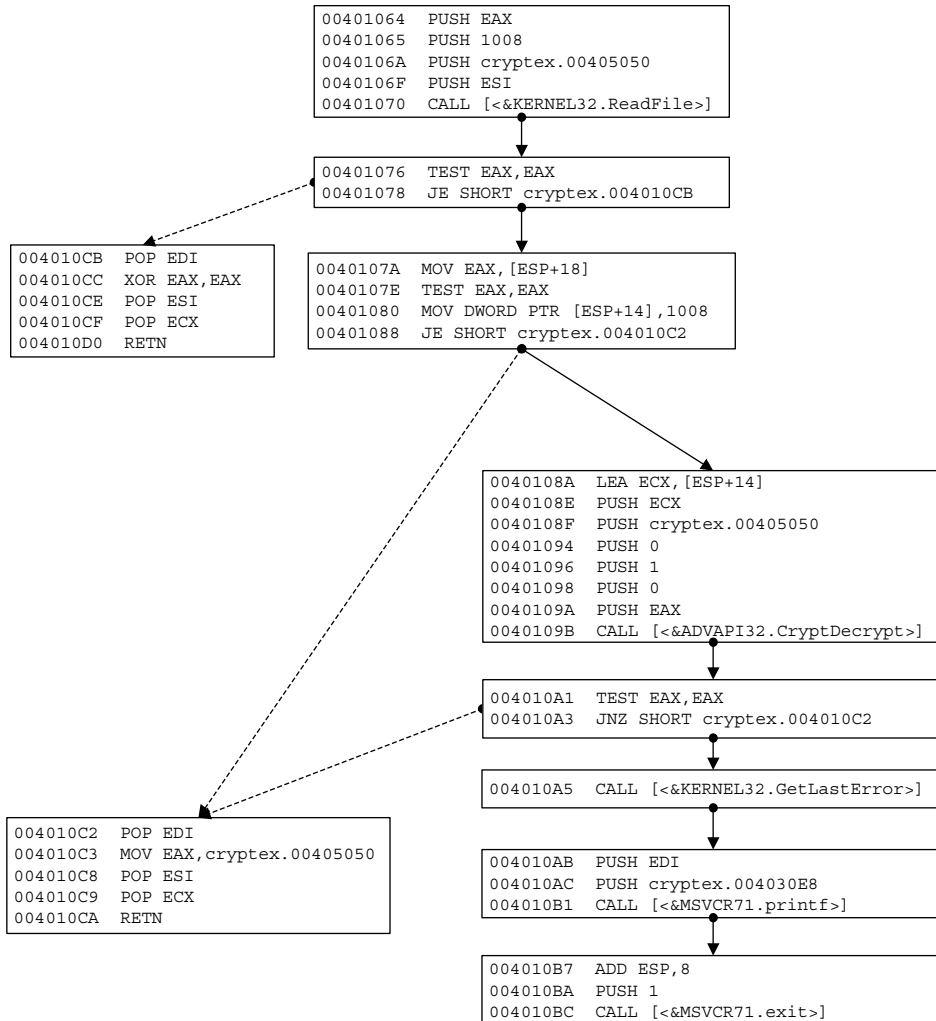 00401064 PUSH EAX
00401065 PUSH 1008
0040106A PUSH cryptex.00405050
0040106F PUSH ESI
00401070 CALL [<&KERNEL32.ReadFile>]
00401076 TEST EAX,EAX
00401078 JE SHORT cryptex.004010CB
004010CB POP EDI
004010CC XOR EAX,EAX
004010CE POP ESI
004010CF POP ECX
004010D0 RETN
0040107A MOV EAX,[ESP+18]
0040107E TEST EAX,EAX
00401080 MOV DWORD PTR [ESP+14],1008
00401088 JE SHORT cryptex.004010C2
0040108A LEA ECX,[ESP+14]
0040108E PUSH ECX
0040108F PUSH cryptex.00405050
00401094 PUSH 0
00401096 PUSH 1
00401098 PUSH 0
0040109A PUSH EAX
0040109B CALL [<&ADVAPI32.CryptDecrypt>]
004010A1 TEST EAX,EAX
004010A3 JNZ SHORT cryptex.004010C2
004010A5 CALL [<&KERNEL32.GetLastError>]
004010C2 POP EDI
004010C3 MOV EAX,cryptex.00405050
004010C8 POP ESI
004010C9 POP ECX
004010CA RETN
004010AB PUSH EDI
004010AC PUSH cryptex.004030E8
004010B1 CALL [<&MSVCR71.printf>]
004010B7 ADD ESP,8
004010BA PUSH 1
004010BC CALL [<&MSVCR71.exit>]